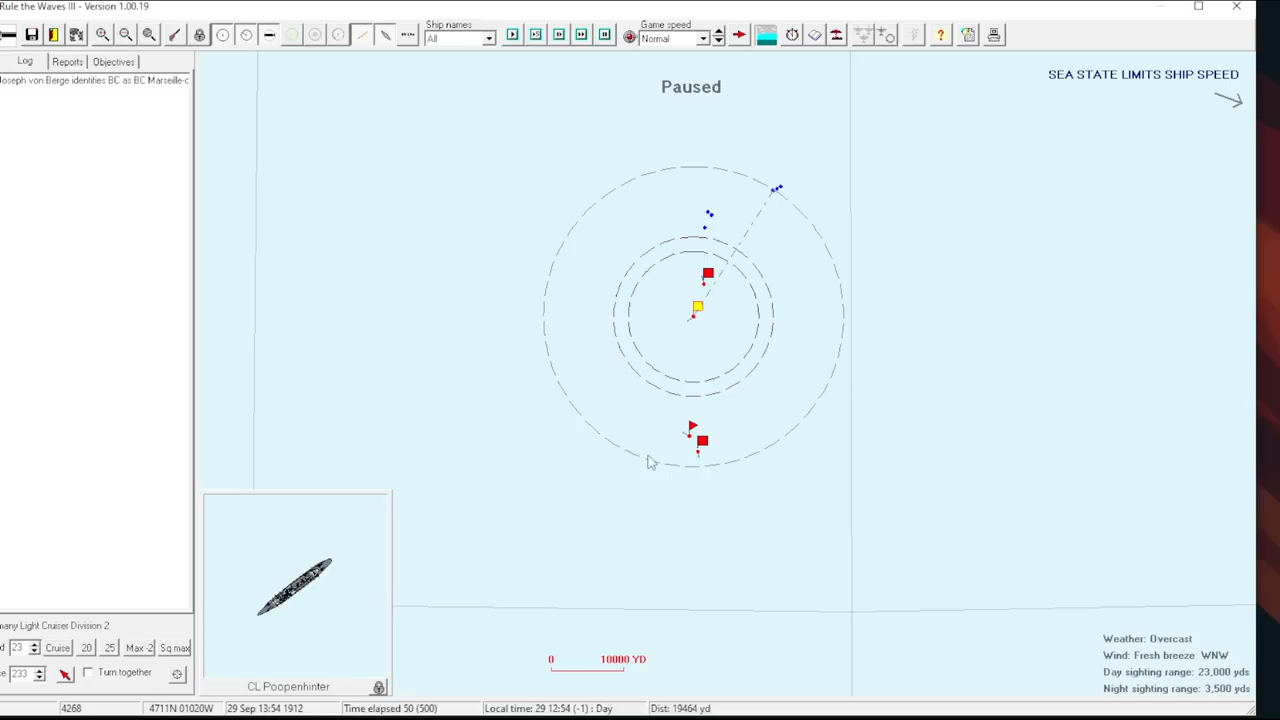 Rule the Waves III - Version 1.00.19
Ship names
All
Game speed
Normal
Log
Reports
Objectives
Joseph von Berge identifies BC as BC Marseille-c
Paused
SEA STATE LIMITS SHIP SPEED
many Light Cruiser Division 2
d 23 Cruise 20 25 Max -2 Sq max
se 233 Turn together
CL Poopenhinter
0 10000 YD
Weather: Overcast
Wind: Fresh breeze WNW
Day sighting range: 23,000 yds
Night sighting range: 3,500 yds
4268
4711N 01020W
29 Sep 13:54 1912
Time elapsed 50 (500)
Local time: 29 12:54 (-1) : Day
Dist: 19464 yd